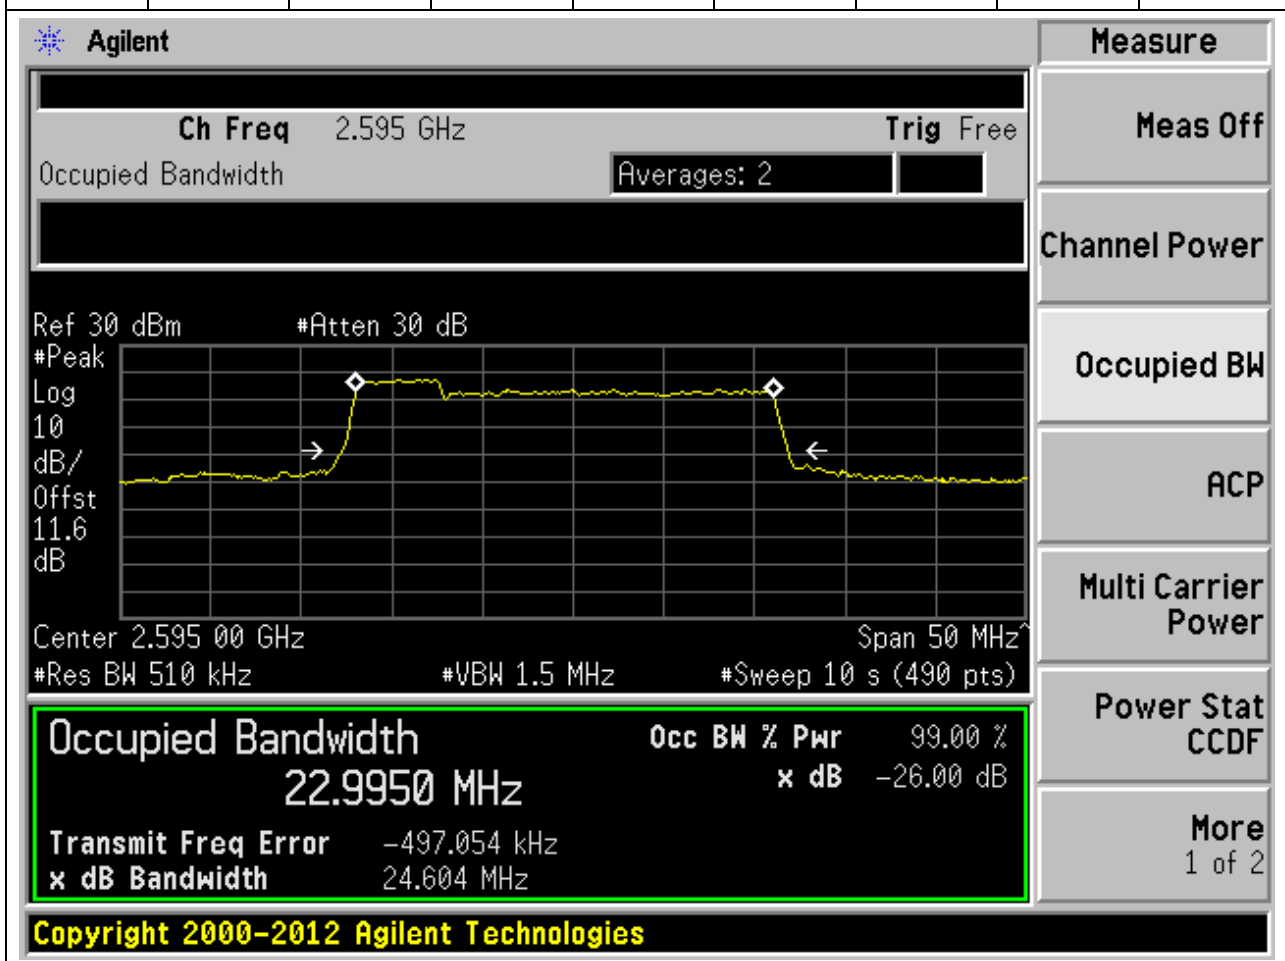 Agilent
Measure
Ch Freq 2.595 GHz Trig Free
Occupied Bandwidth Averages: 2
Meas Off
Channel Power
Occupied BW
ACP
Multi Carrier
Power
Power Stat
CCDF
More
1 of 2
Ref 30 dBm #Atten 30 dB
#Peak
Log
10
dB/
Offst
11.6
dB
Center 2.595 00 GHz Span 50 MHz^
#Res BW 510 kHz #VBW 1.5 MHz #Sweep 10 s (490 pts)
Occupied Bandwidth Occ BW % Pwr 99.00 %
22.9950 MHz x dB -26.00 dB
Transmit Freq Error -497.054 kHz
x dB Bandwidth 24.604 MHz
Copyright 2000-2012 Agilent Technologies